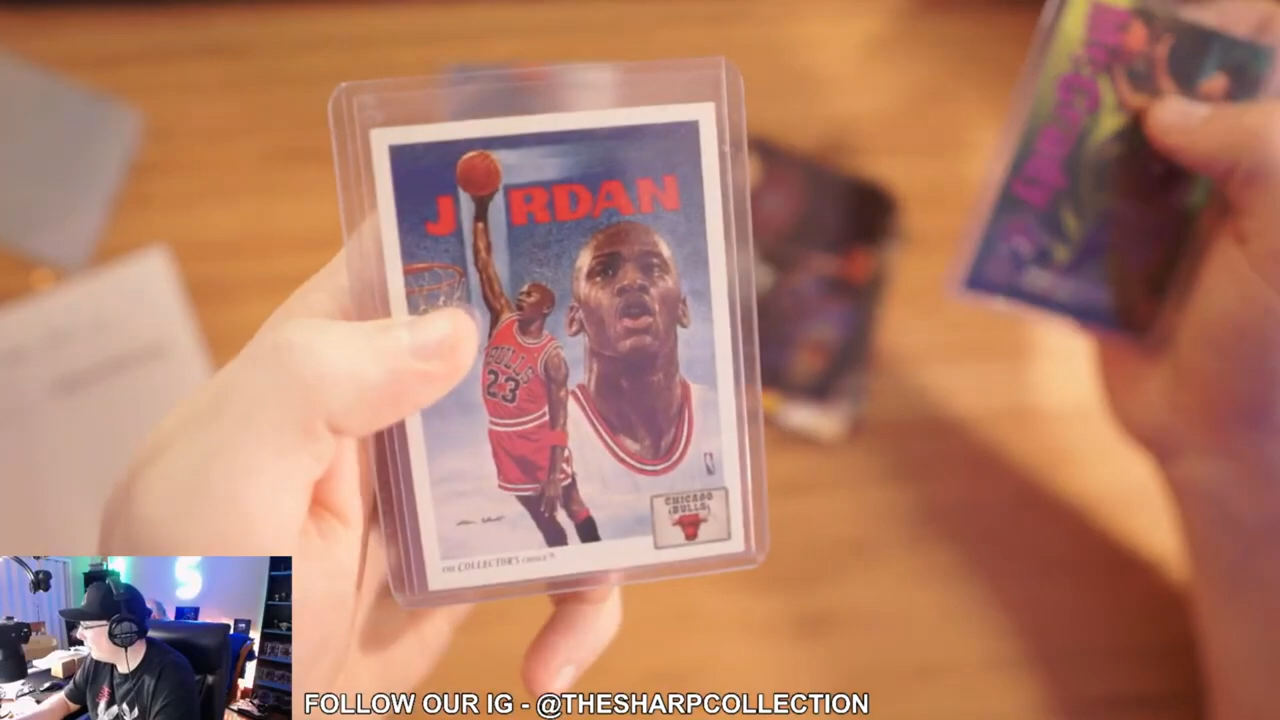 JORDAN
BULLS
23
CHICAGO
BULLS
THE COLLECTOR'S CHOICE
FOLLOW OUR IG - @THESHARPCOLLECTION